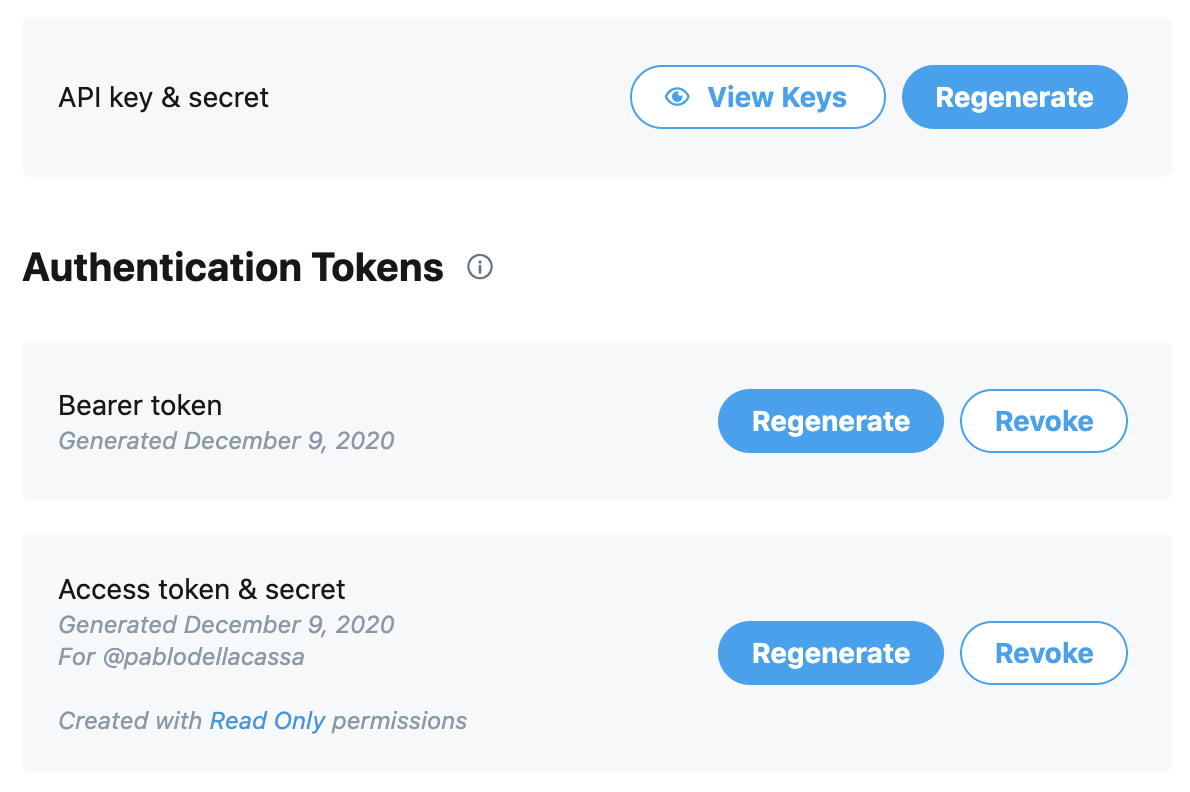 API key & secret
View Keys
Regenerate
Authentication Tokens
Bearer token
Generated December 9, 2020
Regenerate
Revoke
Access token & secret
Generated December 9, 2020
For @pablodellacassa
Regenerate
Revoke
Created with Read Only permissions